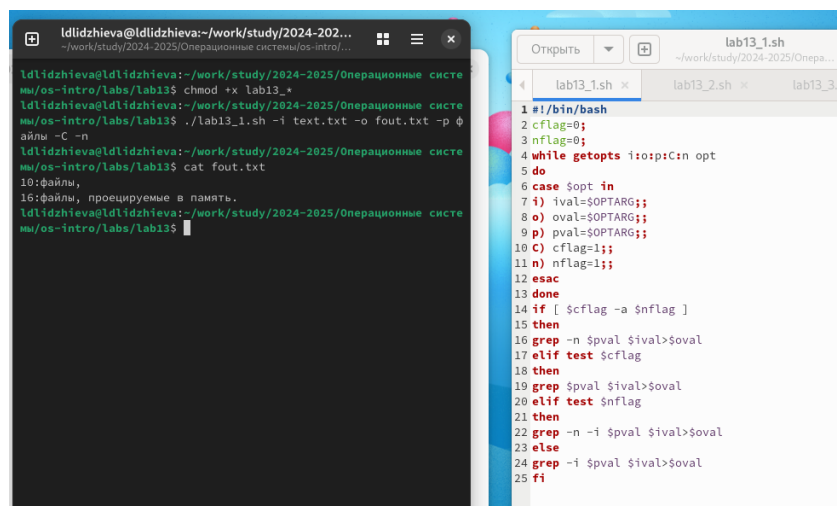 ldlidzhieva@ldlidzhieva:~/work/study/2024-202...
~/work/study/2024-2025/Операционные системы/os-intro/...
ldlidzhieva@ldlidzhieva:~/work/study/2024-2025/Операционные систе
мы/os-intro/labs/lab13$ chmod +x lab13_*
ldlidzhieva@ldlidzhieva:~/work/study/2024-2025/Операционные систе
мы/os-intro/labs/lab13$ ./lab13_1.sh -i text.txt -o fout.txt -p ф
айлы -C -n
ldlidzhieva@ldlidzhieva:~/work/study/2024-2025/Операционные систе
мы/os-intro/labs/lab13$ cat fout.txt
10:файлы,
16:файлы, проецируемые в память.
ldlidzhieva@ldlidzhieva:~/work/study/2024-2025/Операционные систе
мы/os-intro/labs/lab13$
Открыть
lab13_1.sh
~/work/study/2024-2025/Опера...
lab13_1.sh × lab13_2.sh × lab13_3.
1 #!/bin/bash
2 cflag=0;
3 nflag=0;
4 while getopts i:o:p:C:n opt
5 do
6 case $opt in
7 i) ival=$OPTARG;;
8 o) oval=$OPTARG;;
9 p) pval=$OPTARG;;
10 C) cflag=1;;
11 n) nflag=1;;
12 esac
13 done
14 if [ $cflag -a $nflag ]
15 then
16 grep -n $pval $ival>$oval
17 elif test $cflag
18 then
19 grep $pval $ival>$oval
20 elif test $nflag
21 then
22 grep -n -i $pval $ival>$oval
23 else
24 grep -i $pval $ival>$oval
25 fi